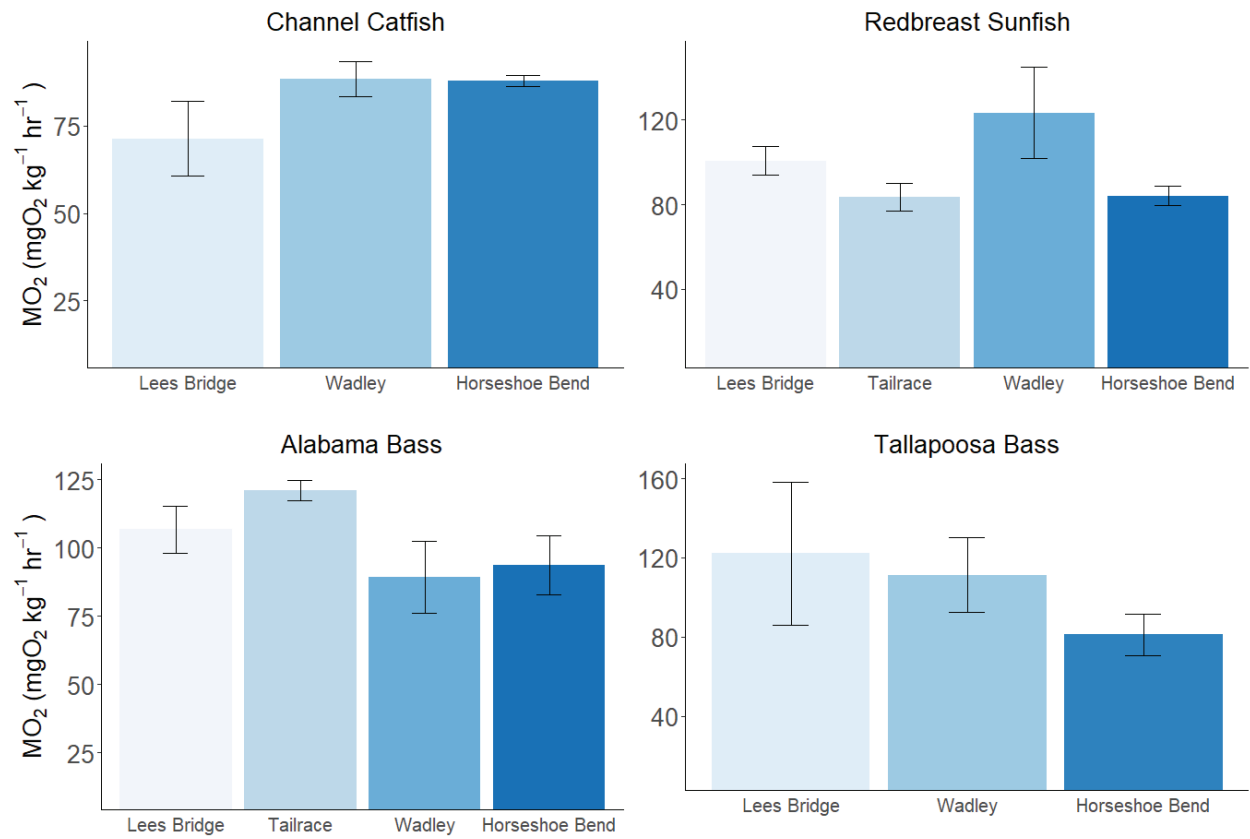 Channel Catfish
MO₂ (mgO₂ kg⁻¹ hr⁻¹ )
75
50
25
Lees Bridge Wadley Horseshoe Bend
Redbreast Sunfish
120
80
40
Lees Bridge Tailrace Wadley Horseshoe Bend
Alabama Bass
MO₂ (mgO₂ kg⁻¹ hr⁻¹ )
125
100
75
50
25
Lees Bridge Tailrace Wadley Horseshoe Bend
Tallapoosa Bass
160
120
80
40
Lees Bridge Wadley Horseshoe Bend